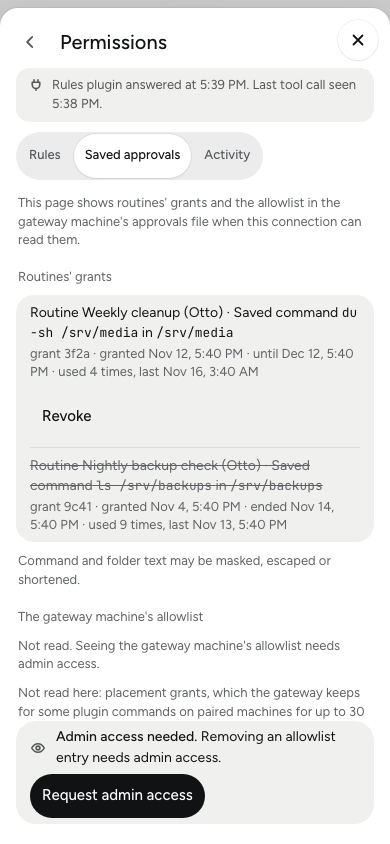 Permissions
Rules plugin answered at 5:39 PM. Last tool call seen
5:38 PM.
Rules Saved approvals Activity
This page shows routines' grants and the allowlist in the
gateway machine's approvals file when this connection can
read them.
Routines' grants
Routine Weekly cleanup (Otto) · Saved command du
-sh /srv/media in /srv/media
grant 3f2a · granted Nov 12, 5:40 PM · until Dec 12, 5:40
PM · used 4 times, last Nov 16, 3:40 AM
Revoke
Routine Nightly backup check (Otto) · Saved
command ls /srv/backups in /srv/backups
grant 9c41 · granted Nov 4, 5:40 PM · ended Nov 14,
5:40 PM · used 9 times, last Nov 13, 5:40 PM
Command and folder text may be masked, escaped or
shortened.
The gateway machine's allowlist
Not read. Seeing the gateway machine's allowlist needs
admin access.
Not read here: placement grants, which the gateway keeps
for some plugin commands on paired machines for up to 30
Admin access needed. Removing an allowlist
entry needs admin access.
Request admin access